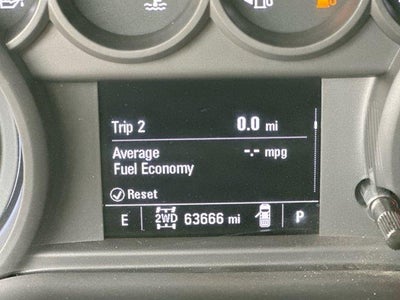 Trip 2 0.0 mi
Average -.- mpg
Fuel Economy
Reset
E 2WD 63666 mi P